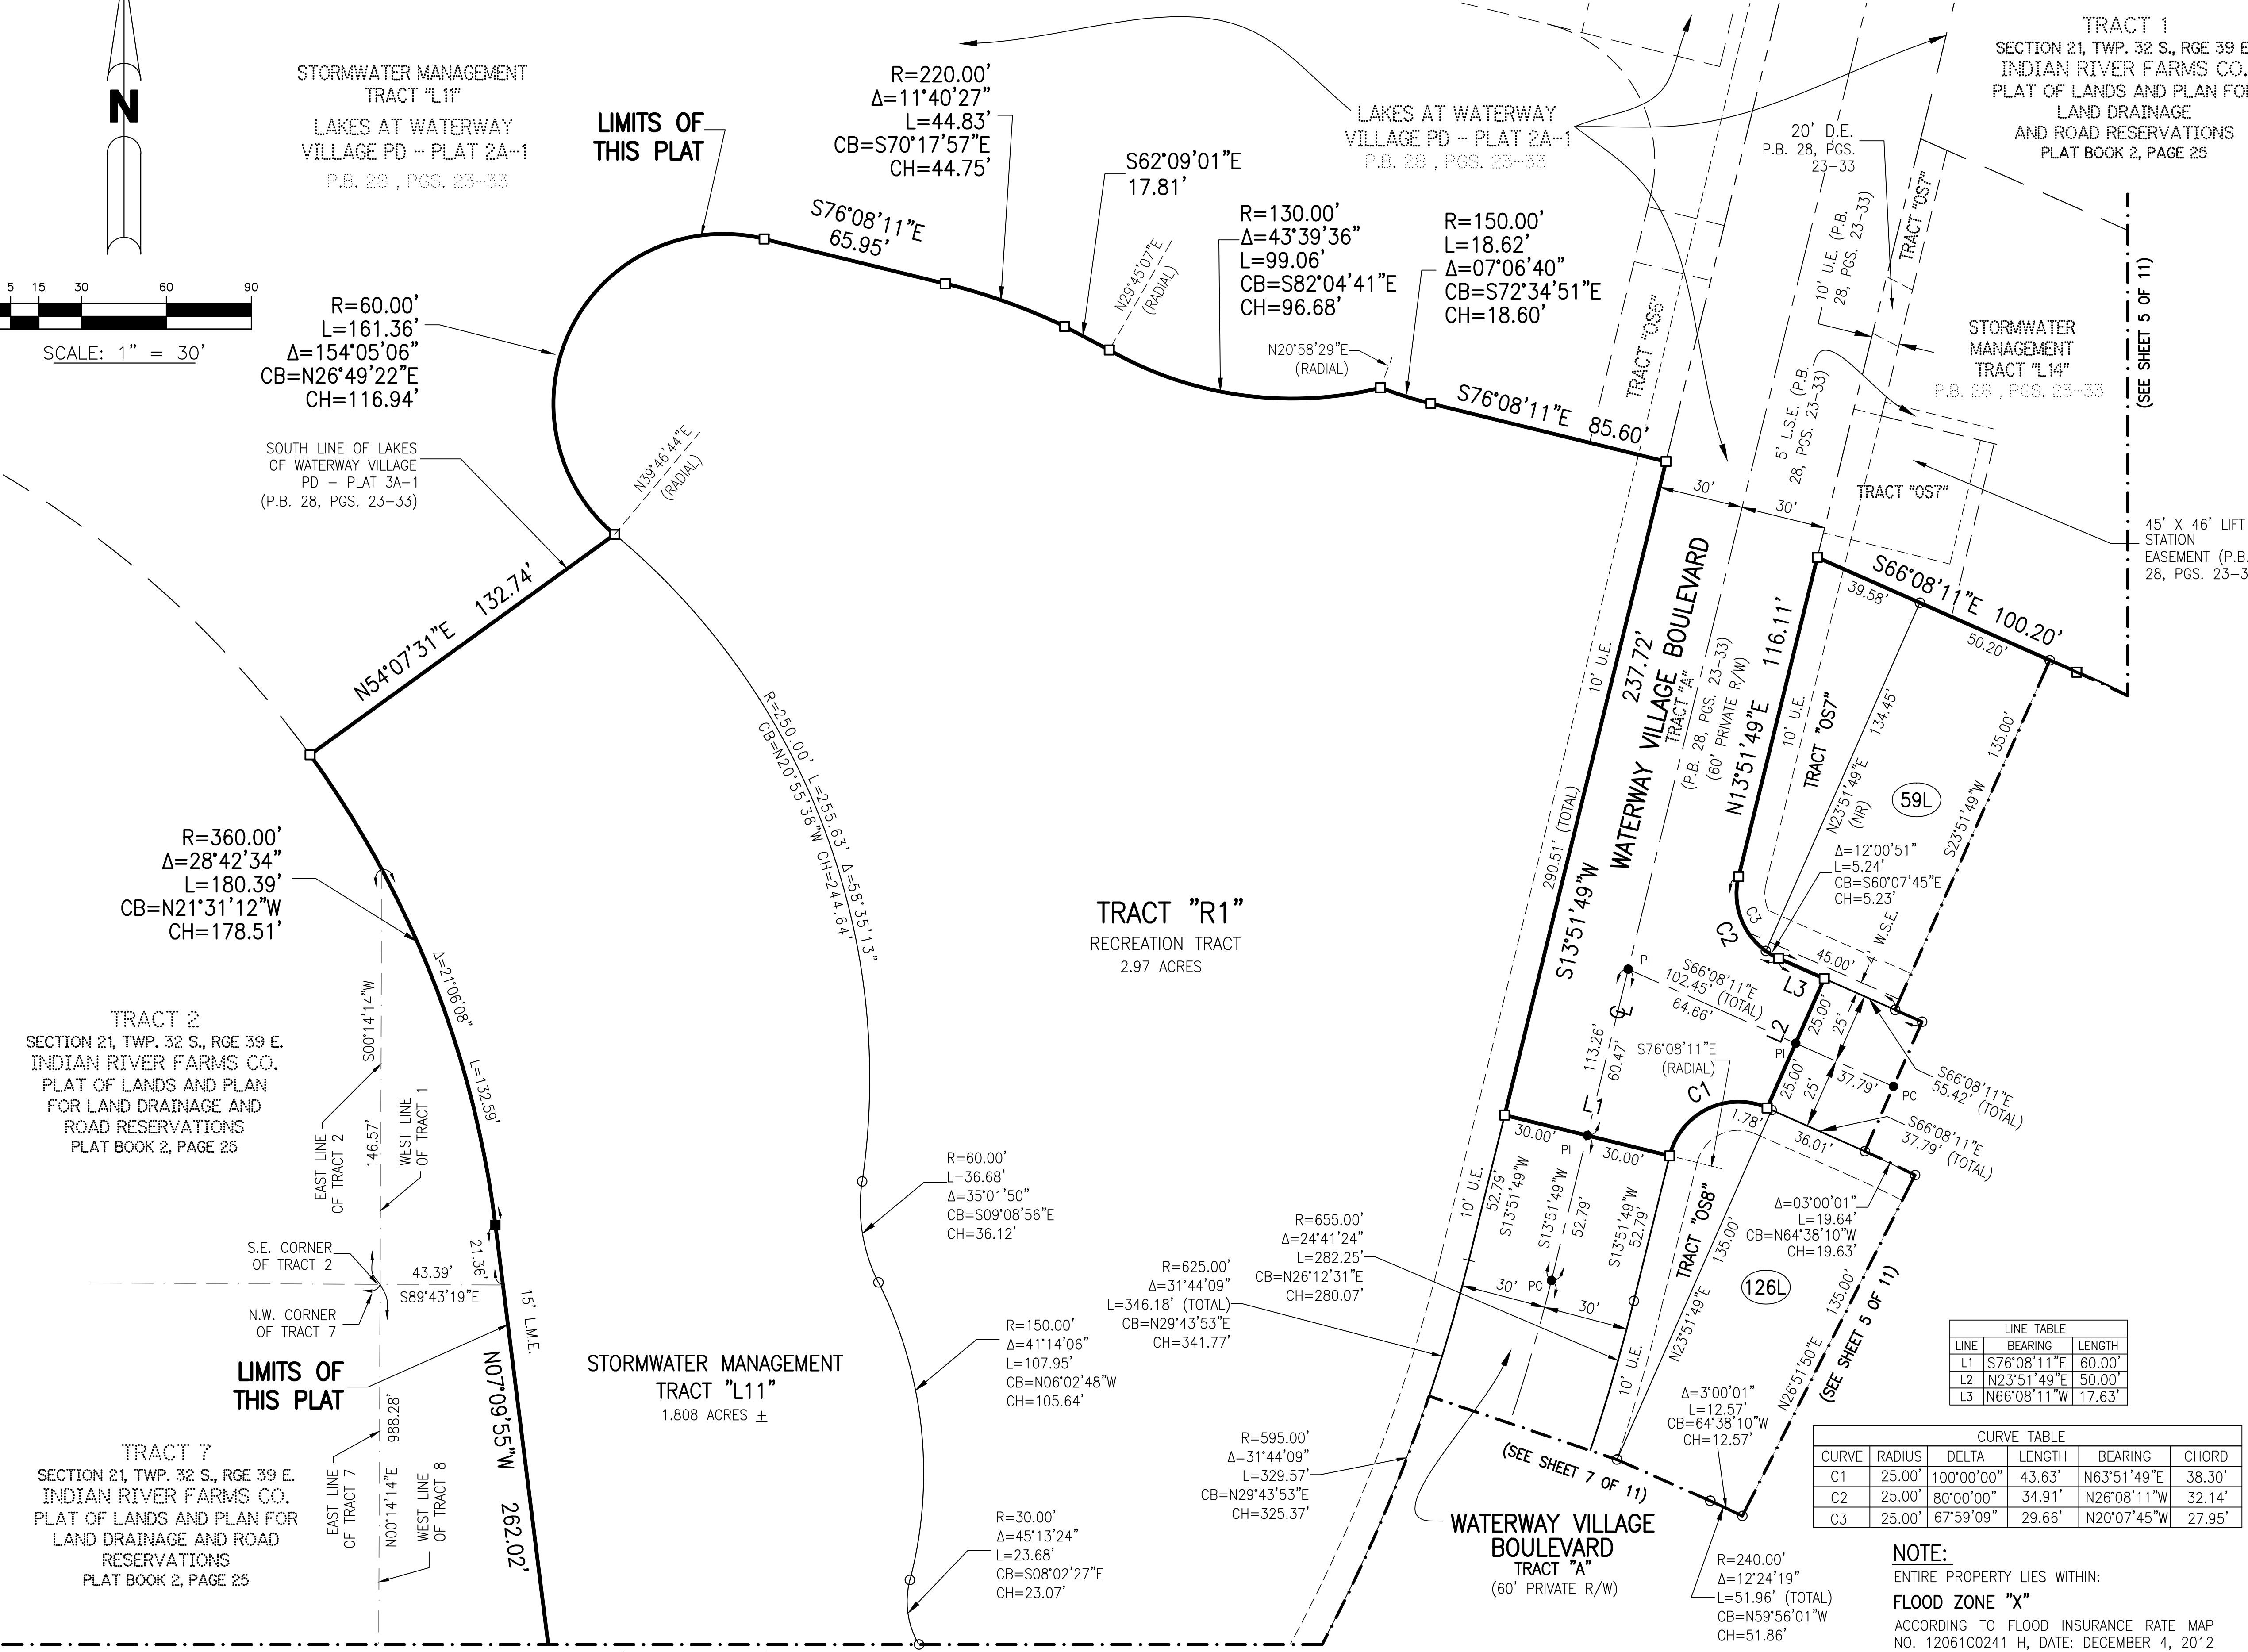 N
5 15 30 60 90
SCALE: 1" = 30'
STORMWATER MANAGEMENT
TRACT "L11"
LAKES AT WATERWAY
VILLAGE PD - PLAT 2A-1
P.B. 28 , PGS. 23-33
LIMITS OF
THIS PLAT
R=220.00'
Δ=11°40'27"
L=44.83'
CB=S70°17'57"E
CH=44.75'
S76°08'11"E
65.95'
S62°09'01"E
17.81'
N29°45'07"E
(RADIAL)
R=130.00'
Δ=43°39'36"
L=99.06'
CB=S82°04'41"E
CH=96.68'
N20°58'29"E
(RADIAL)
R=150.00'
L=18.62'
Δ=07°06'40"
CB=S72°34'51"E
CH=18.60'
S76°08'11"E 85.60'
LAKES AT WATERWAY
VILLAGE PD - PLAT 2A-1
P.B. 28 , PGS. 23-33
TRACT "OS6"
20' D.E.
P.B. 28, PGS.
23-33
10' U.E. (P.B.
28, PGS. 23-33)
TRACT "OS7"
5' L.S.E. (P.B.
28, PGS. 23-33)
TRACT 1
SECTION 21, TWP. 32 S., RGE 39 E
INDIAN RIVER FARMS CO.
PLAT OF LANDS AND PLAN FOR
LAND DRAINAGE
AND ROAD RESERVATIONS
PLAT BOOK 2, PAGE 25
(SEE SHEET 5 OF 11)
STORMWATER
MANAGEMENT
TRACT "L14"
P.B. 28 , PGS. 23-33
TRACT "OS7"
45' X 46' LIFT
STATION
EASEMENT (P.B.
28, PGS. 23-3
R=60.00'
L=161.36'
Δ=154°05'06"
CB=N26°49'22"E
CH=116.94'
SOUTH LINE OF LAKES
OF WATERWAY VILLAGE
PD - PLAT 3A-1
(P.B. 28, PGS. 23-33)
N39°46'44"E
(RADIAL)
N54°07'31"E 132.74'
R=360.00'
Δ=28°42'34"
L=180.39'
CB=N21°31'12"W
CH=178.51'
Δ=21°06'08"
L=132.59'
R=250.00' L=255.63' Δ=58°35'13"
CB=N20°55'38"W CH=244.64'
TRACT "R1"
RECREATION TRACT
2.97 ACRES
30'
30'
10' U.E.
290.51' (TOTAL)
S13°51'49"W
237.72'
WATERWAY VILLAGE BOULEVARD
TRACT "A"
(P.B. 28, PGS. 23-33)
(60' PRIVATE R/W)
N13°51'49"E 116.11'
10' U.E.
TRACT "OS7"
S66°08'11"E 100.20'
39.58'
50.20'
134.45'
N23°51'49"E
(NR)
59L
135.00'
S23°51'49"W
Δ=12°00'51"
L=5.24'
CB=S60°07'45"E
CH=5.23'
C3
C2
45.00'
4' W.S.E.
L3
PI
S66°08'11"E
102.45' (TOTAL)
64.66'
CL
113.26'
60.47'
L2
25.00'
25'
PI
25.00'
25'
37.79'
PC
S66°08'11"E
55.42' (TOTAL)
S66°08'11"E
37.79' (TOTAL)
S76°08'11"E
(RADIAL)
C1
1.78'
36.01'
L1
30.00'
PI
30.00'
10' U.E.
52.79'
S13°51'49"W
S13°51'49"W
52.79'
S13°51'49"W
52.79'
PC
30'
30'
10' U.E.
TRACT "OS8"
135.00'
N23°51'49"E
126L
Δ=03°00'01"
L=19.64'
CB=N64°38'10"W
CH=19.63'
135.00'
N26°51'50"E
(SEE SHEET 5 OF 11)
Δ=3°00'01"
L=12.57'
CB=64°38'10"W
CH=12.57'
R=655.00'
Δ=24°41'24"
L=282.25'
CB=N26°12'31"E
CH=280.07'
R=625.00'
Δ=31°44'09"
L=346.18' (TOTAL)
CB=N29°43'53"E
CH=341.77'
R=595.00'
Δ=31°44'09"
L=329.57'
CB=N29°43'53"E
CH=325.37'
(SEE SHEET 7 OF 11)
WATERWAY VILLAGE
BOULEVARD
TRACT "A"
(60' PRIVATE R/W)
R=240.00'
Δ=12°24'19"
L=51.96' (TOTAL)
CB=N59°56'01"W
CH=51.86'
TRACT 2
SECTION 21, TWP. 32 S., RGE 39 E.
INDIAN RIVER FARMS CO.
PLAT OF LANDS AND PLAN
FOR LAND DRAINAGE AND
ROAD RESERVATIONS
PLAT BOOK 2, PAGE 25
S00°14'14"W
146.57'
EAST LINE
OF TRACT 2
WEST LINE
OF TRACT 1
S.E. CORNER
OF TRACT 2
N.W. CORNER
OF TRACT 7
43.39'
S89°43'19"E
21.36'
15' L.M.E.
LIMITS OF
THIS PLAT
N07°09'55"W 262.02'
TRACT 7
SECTION 21, TWP. 32 S., RGE 39 E.
INDIAN RIVER FARMS CO.
PLAT OF LANDS AND PLAN FOR
LAND DRAINAGE AND ROAD
RESERVATIONS
PLAT BOOK 2, PAGE 25
988.28'
N00°14'14"E
EAST LINE
OF TRACT 7
WEST LINE
OF TRACT 8
STORMWATER MANAGEMENT
TRACT "L11"
1.808 ACRES ±
R=60.00'
L=36.68'
Δ=35°01'50"
CB=S09°08'56"E
CH=36.12'
R=150.00'
Δ=41°14'06"
L=107.95'
CB=N06°02'48"W
CH=105.64'
R=30.00'
Δ=45°13'24"
L=23.68'
CB=S08°02'27"E
CH=23.07'
LINE TABLE
LINE BEARING LENGTH
L1 S76°08'11"E 60.00'
L2 N23°51'49"E 50.00'
L3 N66°08'11"W 17.63'
CURVE TABLE
CURVE RADIUS DELTA LENGTH BEARING CHORD
C1 25.00' 100°00'00" 43.63' N63°51'49"E 38.30'
C2 25.00' 80°00'00" 34.91' N26°08'11"W 32.14'
C3 25.00' 67°59'09" 29.66' N20°07'45"W 27.95'
NOTE:
ENTIRE PROPERTY LIES WITHIN:
FLOOD ZONE "X"
ACCORDING TO FLOOD INSURANCE RATE MAP
NO. 12061C0241 H, DATE: DECEMBER 4, 2012